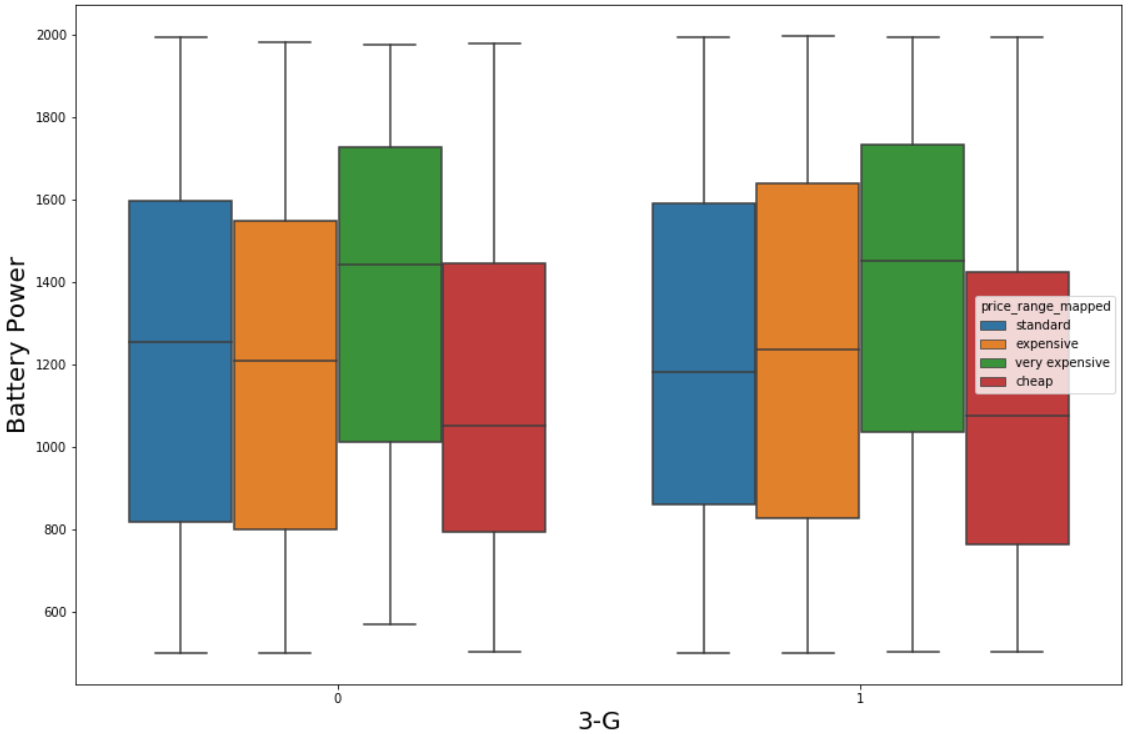 2000
1800
1600
1400
1200
1000
800
600
Battery Power
price_range_mapped
standard
expensive
very expensive
cheap
0
1
3-G